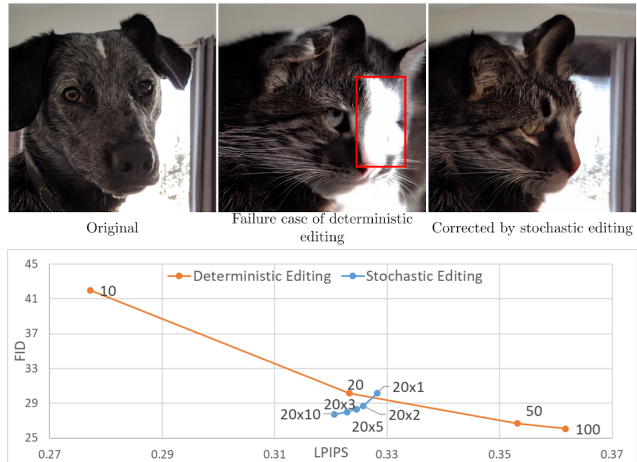 Original
Failure case of deterministic
editing
Corrected by stochastic editing
45
41
37
33
29
25
FID
Deterministic Editing
Stochastic Editing
10
20
20x1
20x3
20x10
20x2
20x5
50
100
0.27
0.29
0.31
0.33
0.35
0.37
LPIPS